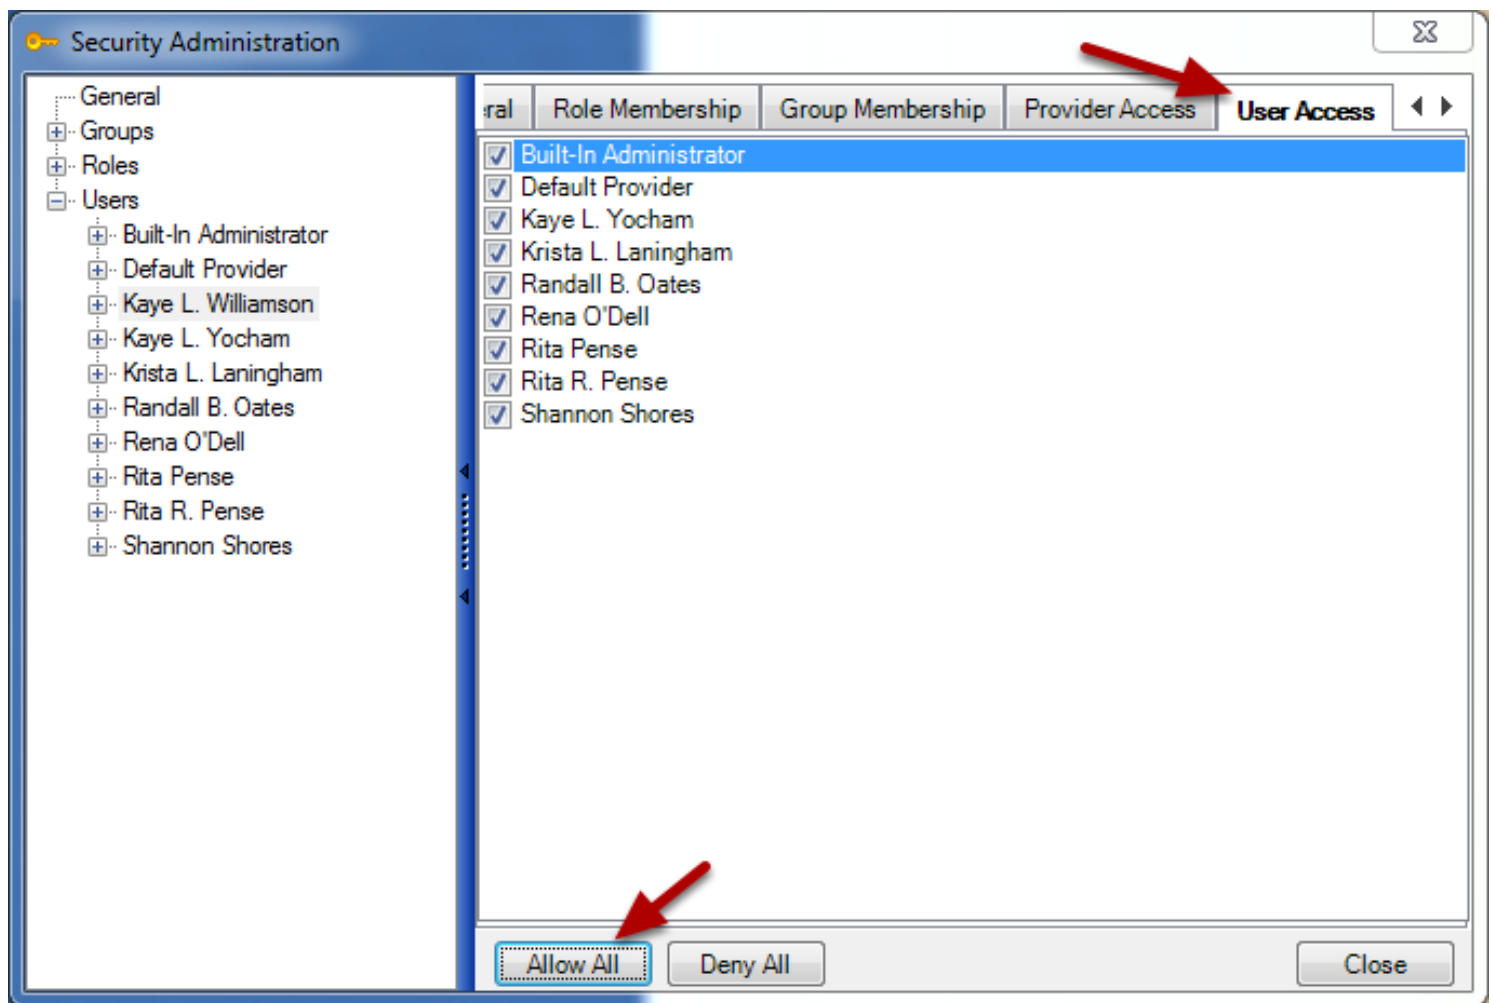 Security Administration
General
Groups
Roles
Users
Built-In Administrator
Default Provider
Kaye L. Williamson
Kaye L. Yocham
Krista L. Laningham
Randall B. Oates
Rena O'Dell
Rita Pense
Rita R. Pense
Shannon Shores
ral Role Membership Group Membership Provider Access User Access
Built-In Administrator
Default Provider
Kaye L. Yocham
Krista L. Laningham
Randall B. Oates
Rena O'Dell
Rita Pense
Rita R. Pense
Shannon Shores
Allow All Deny All Close